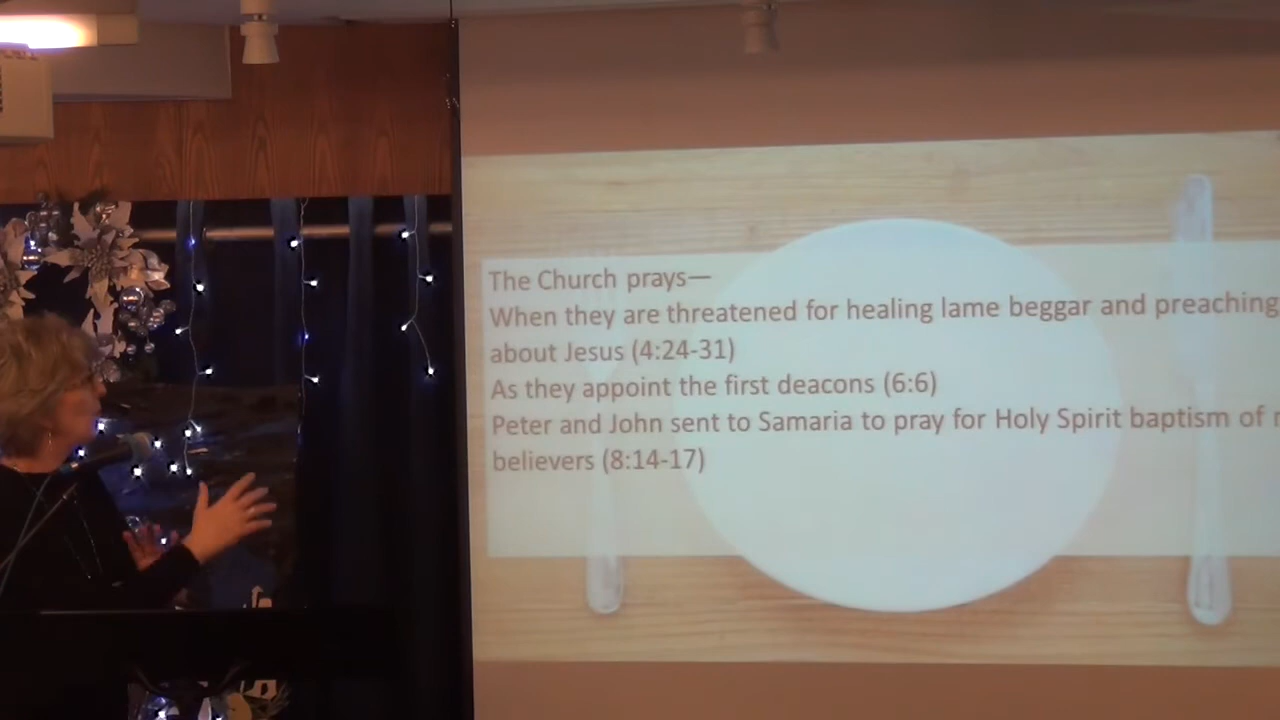 The Church prays—
When they are threatened for healing lame beggar and preaching
about Jesus (4:24-31)
As they appoint the first deacons (6:6)
Peter and John sent to Samaria to pray for Holy Spirit baptism of
believers (8:14-17)